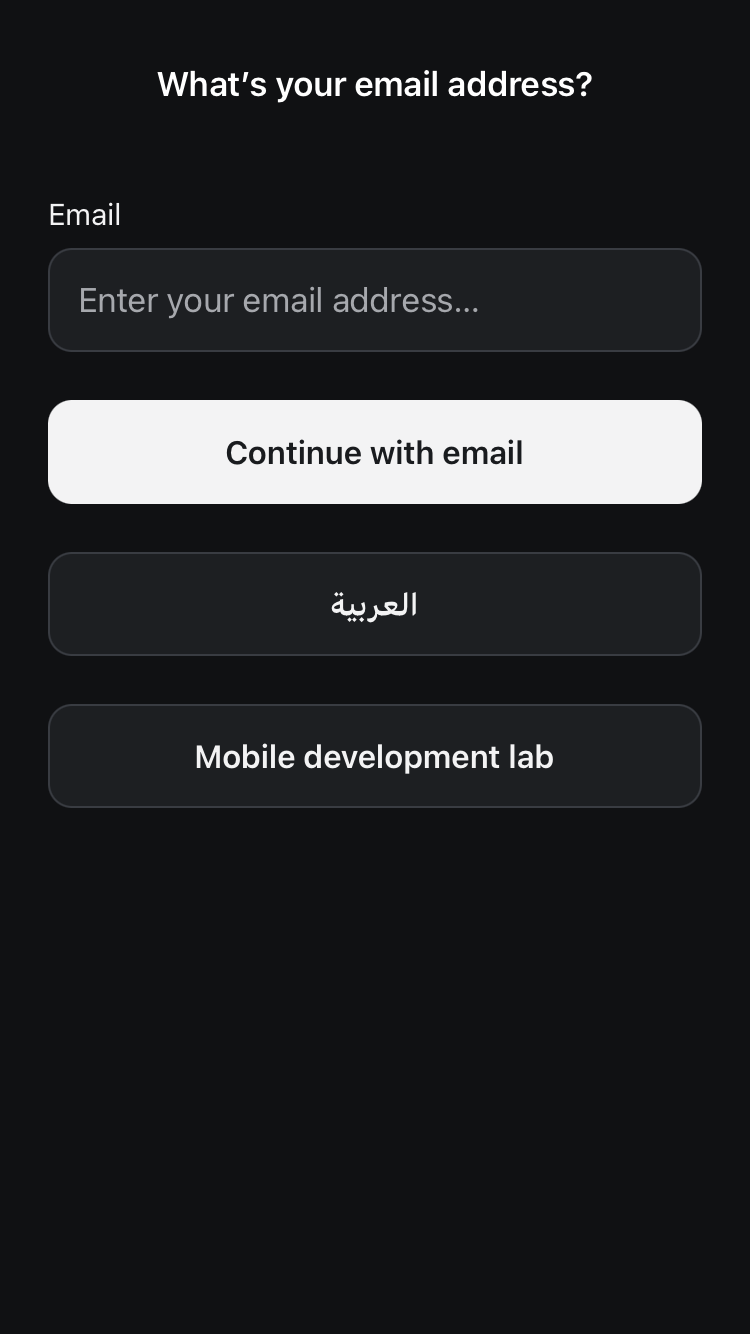 What’s your email address?
Email
Enter your email address...
Continue with email
العربية
Mobile development lab